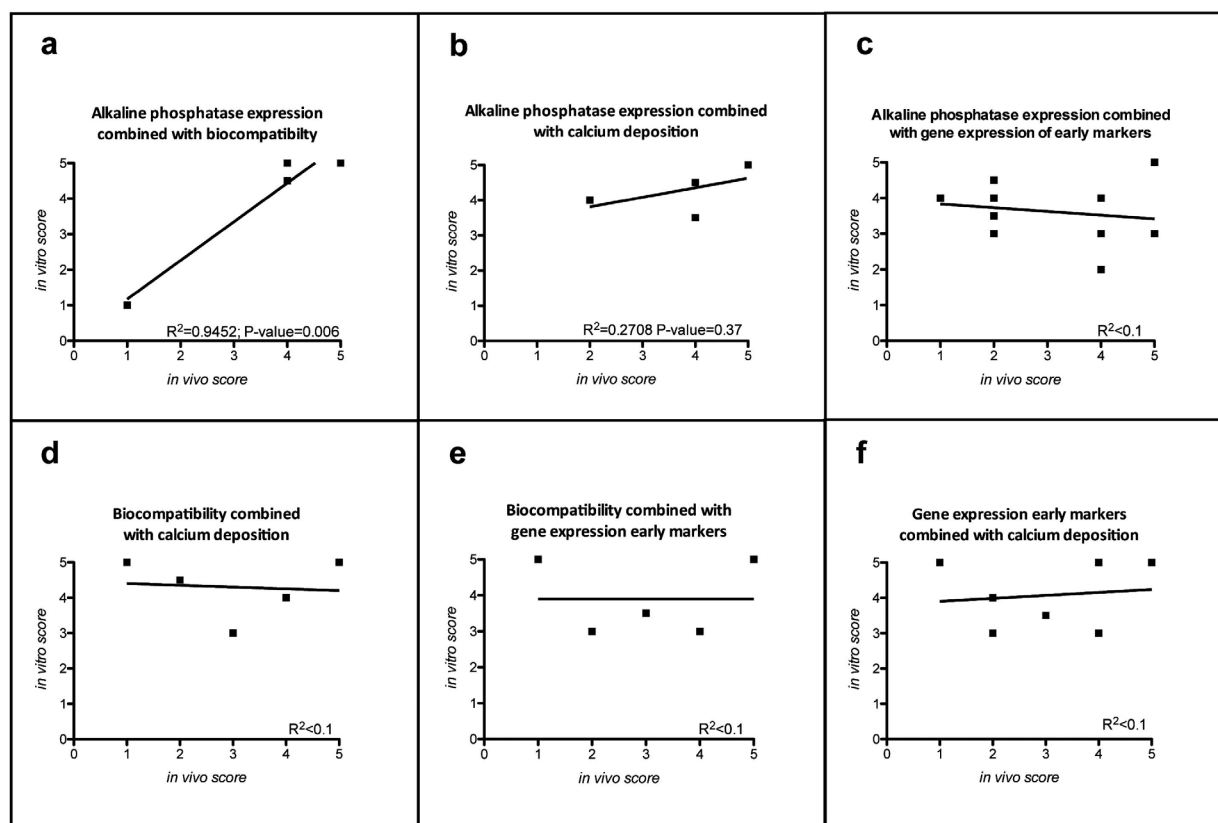 a
Alkaline phosphatase expression
combined with biocompatibilty
5
4
3
2
1
0
in vitro score
R²=0.9452; P-value=0.006
0 1 2 3 4 5
in vivo score
b
Alkaline phosphatase expression combined
with calcium deposition
5
4
3
2
1
0
in vitro score
R²=0.2708 P-value=0.37
0 1 2 3 4 5
in vivo score
c
Alkaline phosphatase expression combined
with gene expression of early markers
5
4
3
2
1
0
in vitro score
R²<0.1
0 1 2 3 4 5
in vivo score
d
Biocompatibility combined
with calcium deposition
5
4
3
2
1
0
in vitro score
R²<0.1
0 1 2 3 4 5
in vivo score
e
Biocompatibility combined with
gene expression early markers
5
4
3
2
1
0
in vitro score
R²<0.1
0 1 2 3 4 5
in vivo score
f
Gene expression early markers
combined with calcium deposition
5
4
3
2
1
0
in vitro score
R²<0.1
0 1 2 3 4 5
in vivo score